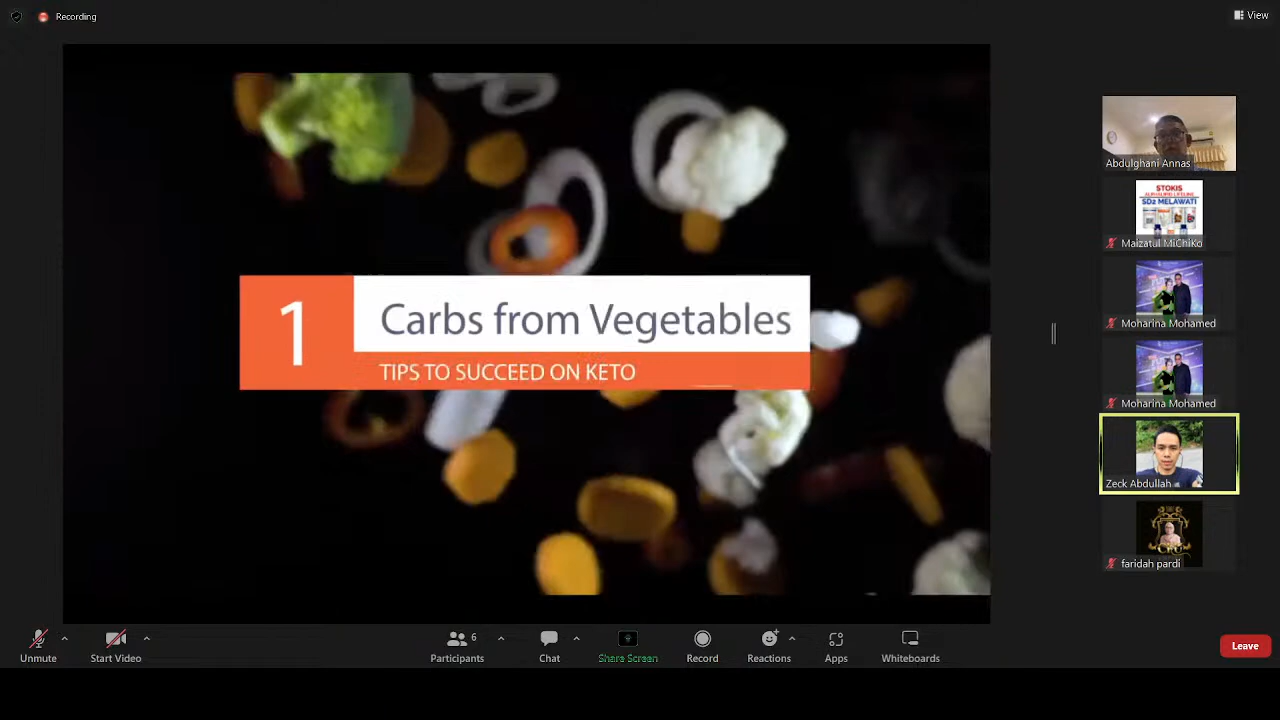 Recording
View
1
Carbs from Vegetables
TIPS TO SUCCEED ON KETO
Abdulghani Annas
STOKIS
SD2 MELAWATI
Maizatul MiChiKo
Moharina Mohamed
Moharina Mohamed
Zeck Abdullah
faridah pardi
Unmute
Start Video
6
Participants
Chat
Share Screen
Record
Reactions
Apps
Whiteboards
Leave